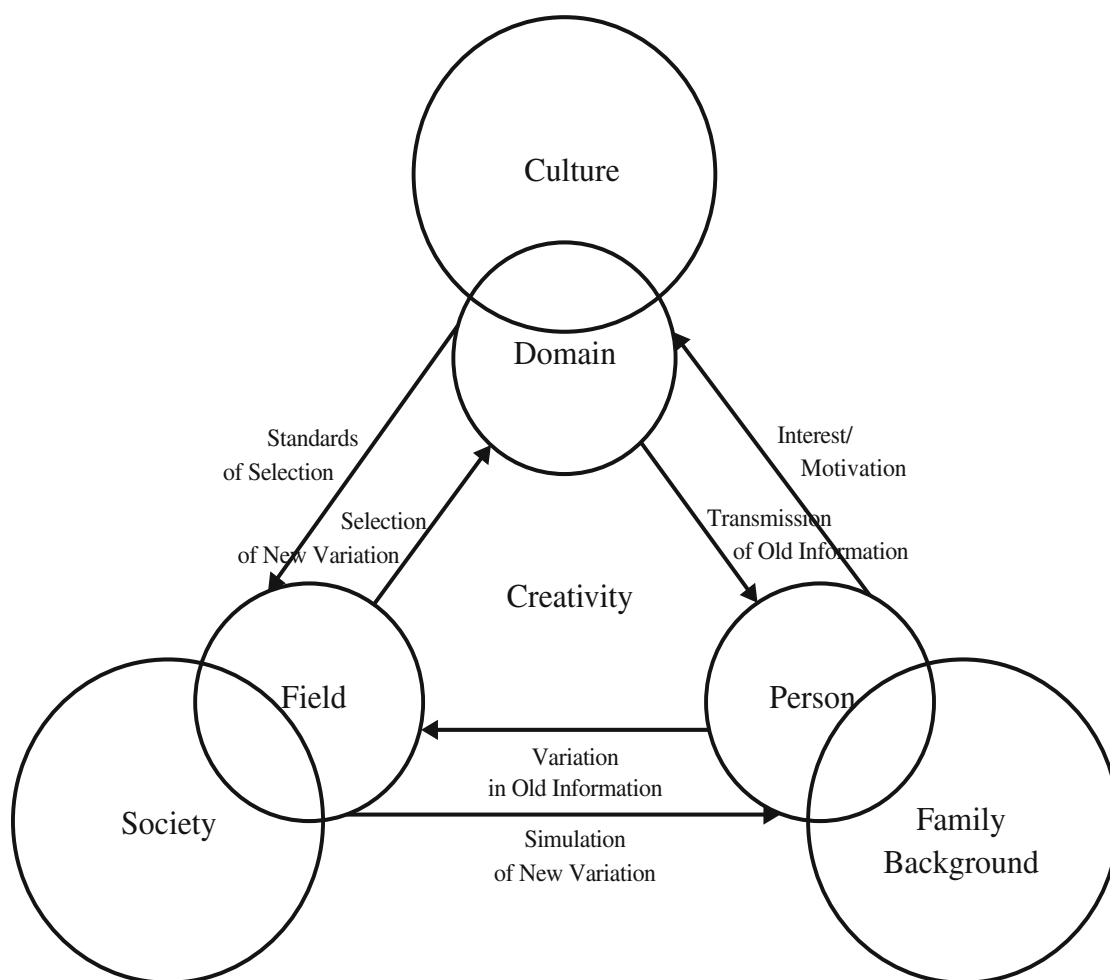 Culture
Domain
Standards
of Selection
Interest/
Motivation
Selection
of New Variation
Transmission
of Old Information
Creativity
Field
Person
Variation
in Old Information
Society
Simulation
of New Variation
Family
Background